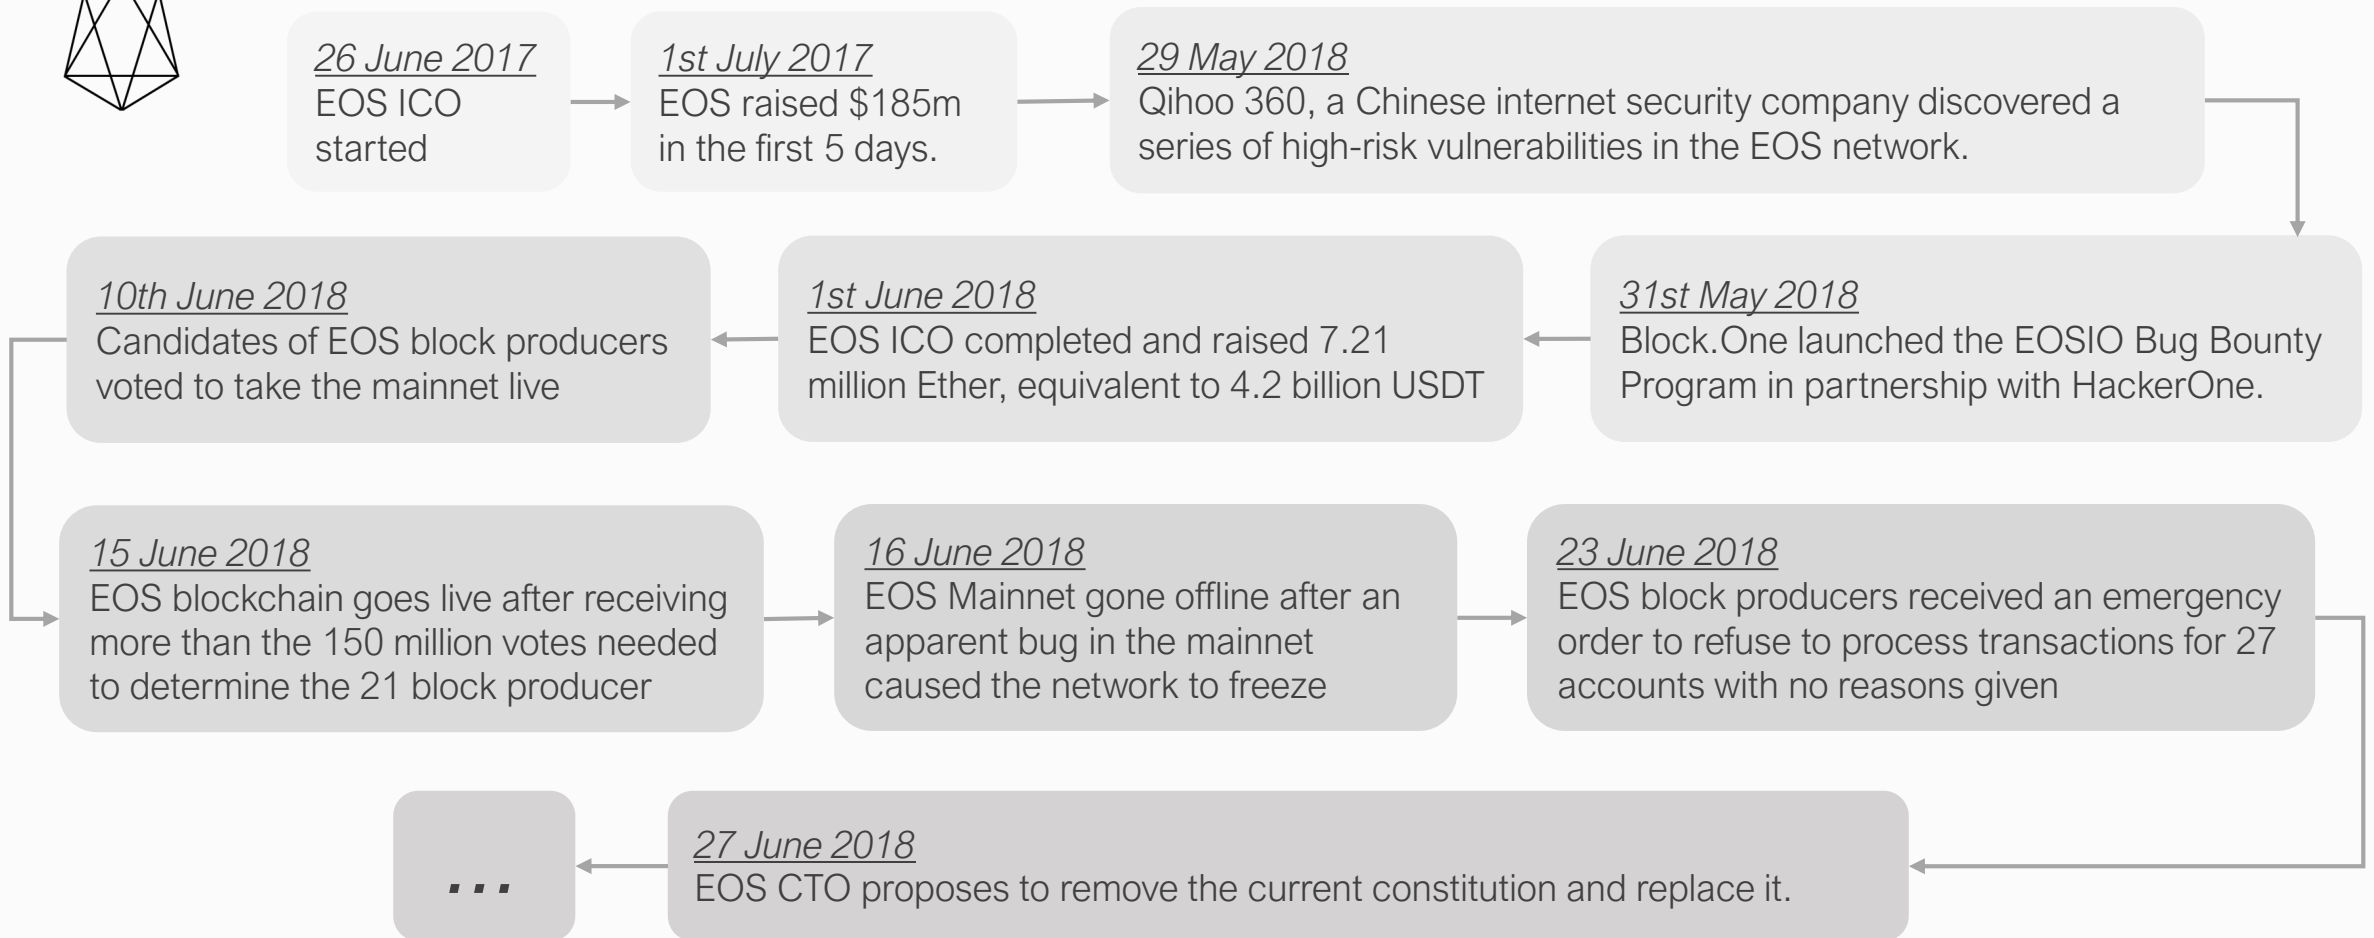 26 June 2017
EOS ICO
started
1st July 2017
EOS raised $185m
in the first 5 days.
29 May 2018
Qihoo 360, a Chinese internet security company discovered a
series of high-risk vulnerabilities in the EOS network.
31st May 2018
Block.One launched the EOSIO Bug Bounty
Program in partnership with HackerOne.
1st June 2018
EOS ICO completed and raised 7.21
million Ether, equivalent to 4.2 billion USDT
10th June 2018
Candidates of EOS block producers
voted to take the mainnet live
15 June 2018
EOS blockchain goes live after receiving
more than the 150 million votes needed
to determine the 21 block producer
16 June 2018
EOS Mainnet gone offline after an
apparent bug in the mainnet
caused the network to freeze
23 June 2018
EOS block producers received an emergency
order to refuse to process transactions for 27
accounts with no reasons given
27 June 2018
EOS CTO proposes to remove the current constitution and replace it.
...